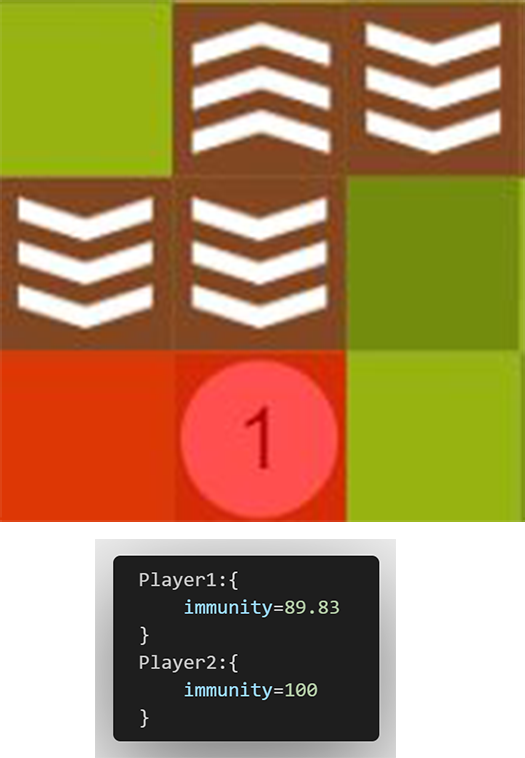 1
Player1:{
immunity=89.83
}
Player2:{
immunity=100
}